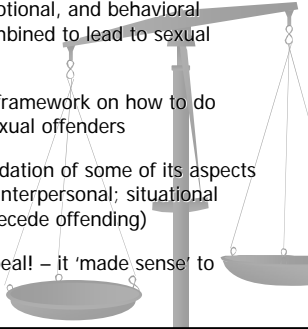 otional, and behavioral
mbined to lead to sexual
framework on how to do
xual offenders
dation of some of its aspects
nterpersonal; situational
ecede offending)
eal! – it 'made sense' to